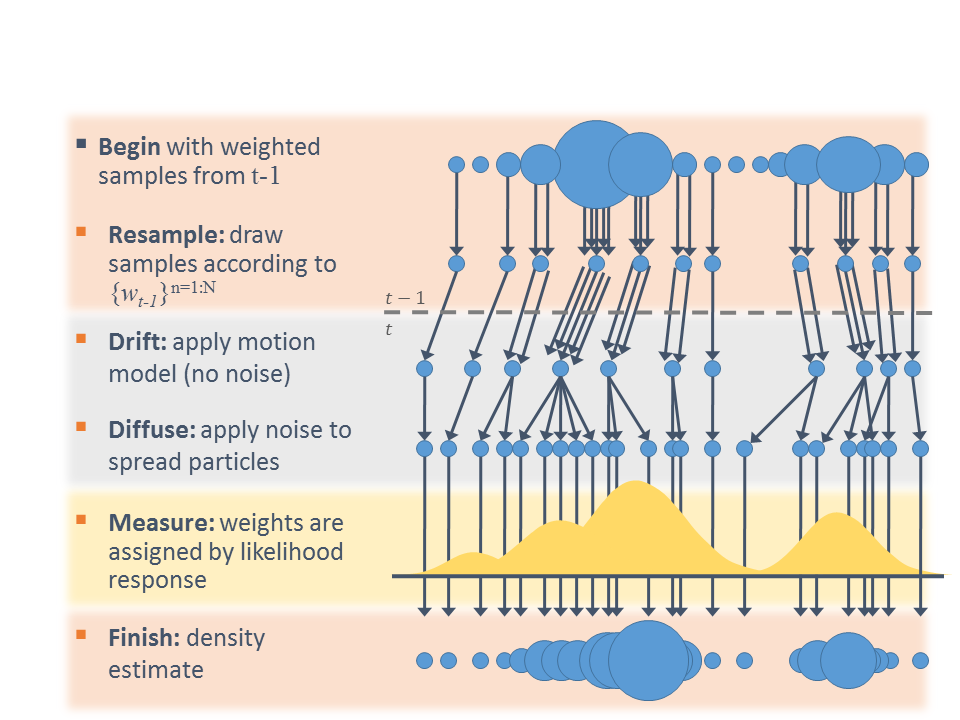 Begin with weighted
samples from t-1
Resample: draw
samples according to
{w_{t-1}}^{n=1:N}
t − 1
t
Drift: apply motion
model (no noise)
Diffuse: apply noise to
spread particles
Measure: weights are
assigned by likelihood
response
Finish: density
estimate